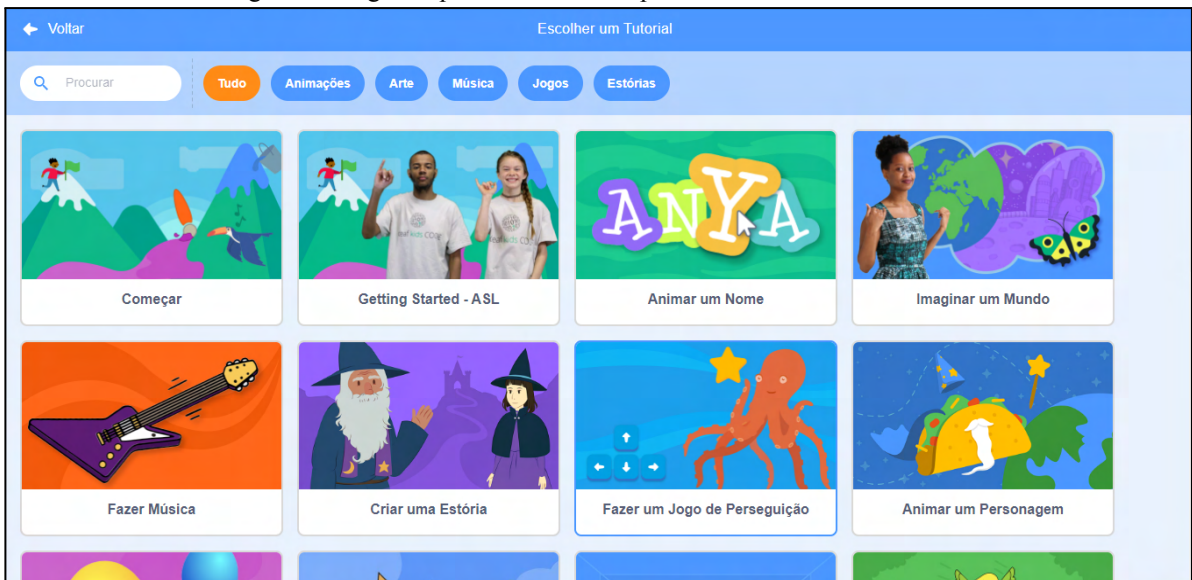 Voltar
Escolher um Tutorial
Procurar
Tudo
Animações
Arte
Música
Jogos
Estórias
ANYA
Começar
Getting Started - ASL
Animar um Nome
Imaginar um Mundo
Fazer Música
Criar uma Estória
Fazer um Jogo de Perseguição
Animar um Personagem